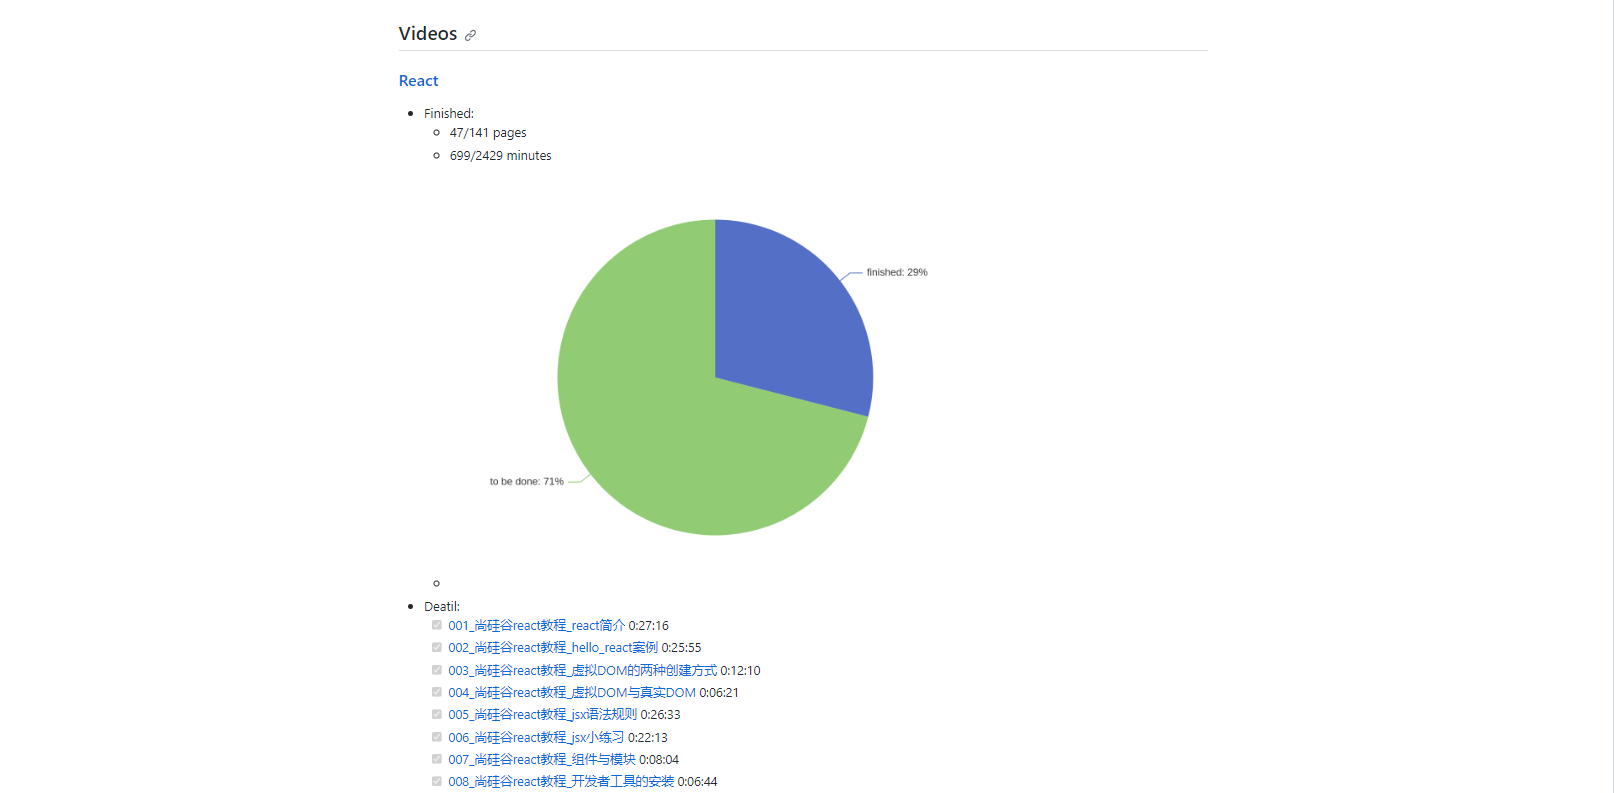 Videos
React
Finished:
47/141 pages
699/2429 minutes
finished: 29%
to be done: 71%
Deatil:
001_尚硅谷react教程_react简介 0:27:16
002_尚硅谷react教程_hello_react案例 0:25:55
003_尚硅谷react教程_虚拟DOM的两种创建方式 0:12:10
004_尚硅谷react教程_虚拟DOM与真实DOM 0:06:21
005_尚硅谷react教程_jsx语法规则 0:26:33
006_尚硅谷react教程_jsx小练习 0:22:13
007_尚硅谷react教程_组件与模块 0:08:04
008_尚硅谷react教程_开发者工具的安装 0:06:44